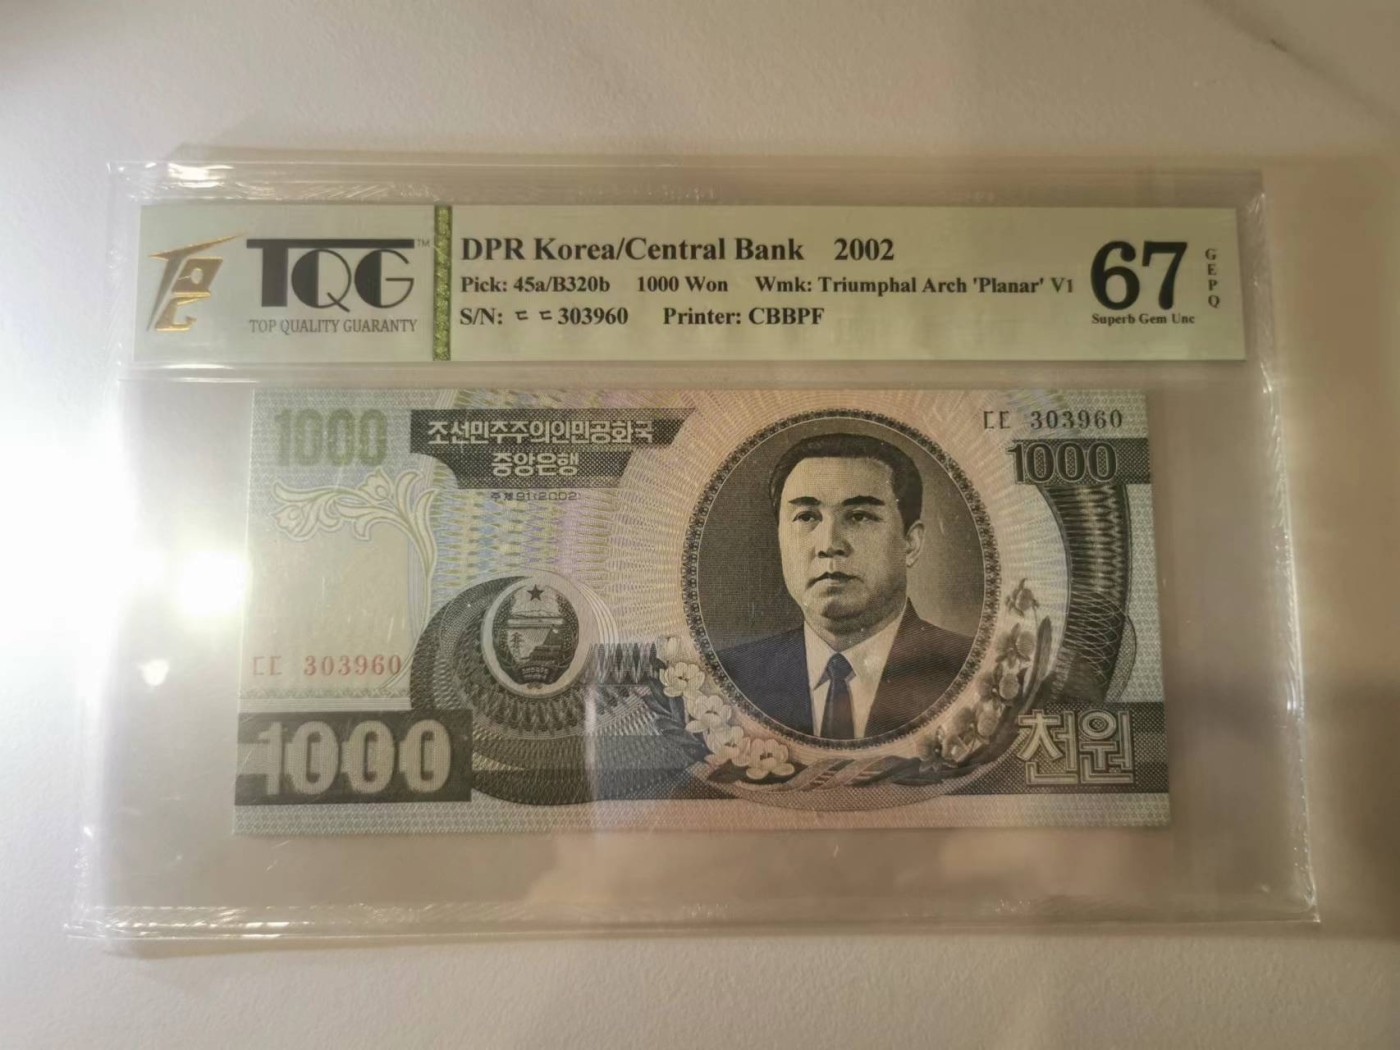 TQG™
TOP QUALITY GUARANTY
DPR Korea/Central Bank 2002
Pick: 45a/B320b 1000 Won Wmk: Triumphal Arch 'Planar' V1
S/N: ㄷㄷ303960 Printer: CBBPF
67
GEPQ
Superb Gem Unc
1000
조선민주주의인민공화국
중앙은행
주체91(2002)
ㄷㄷ 303960
1000
ㄷㄷ 303960
1000
천원